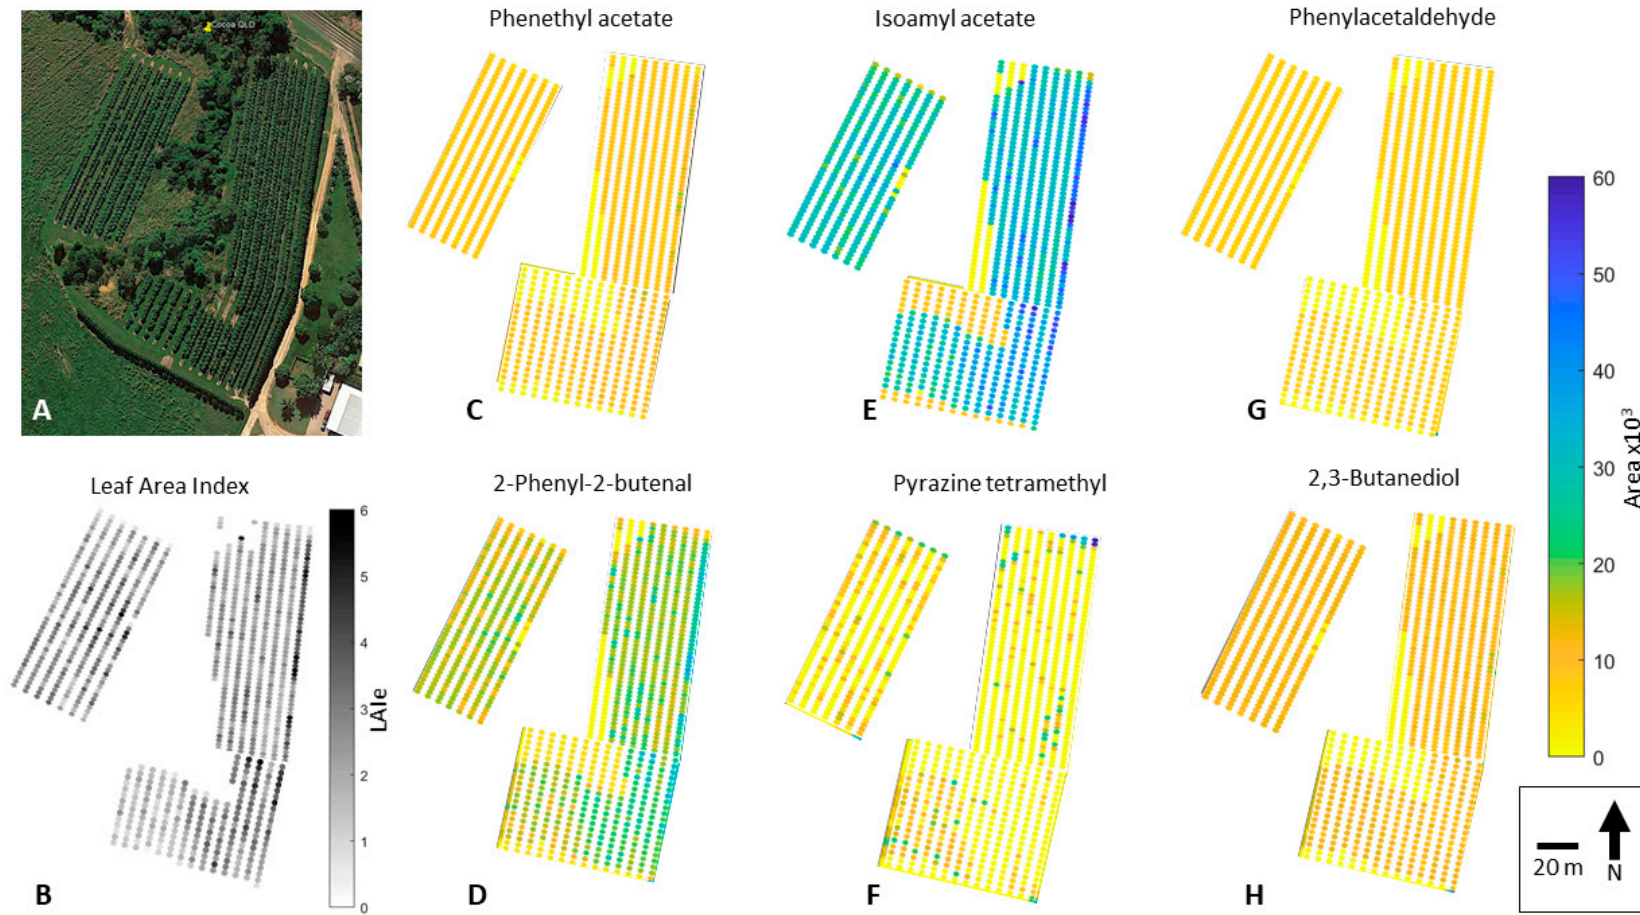 Cocoa QLD
A
Phenethyl acetate
C
Isoamyl acetate
E
Phenylacetaldehyde
G
60
50
40
30
20
10
0
Area x10³
Leaf Area Index
6
5
4
3
2
1
0
LAIe
B
2-Phenyl-2-butenal
D
Pyrazine tetramethyl
F
2,3-Butanediol
H
20 m
N